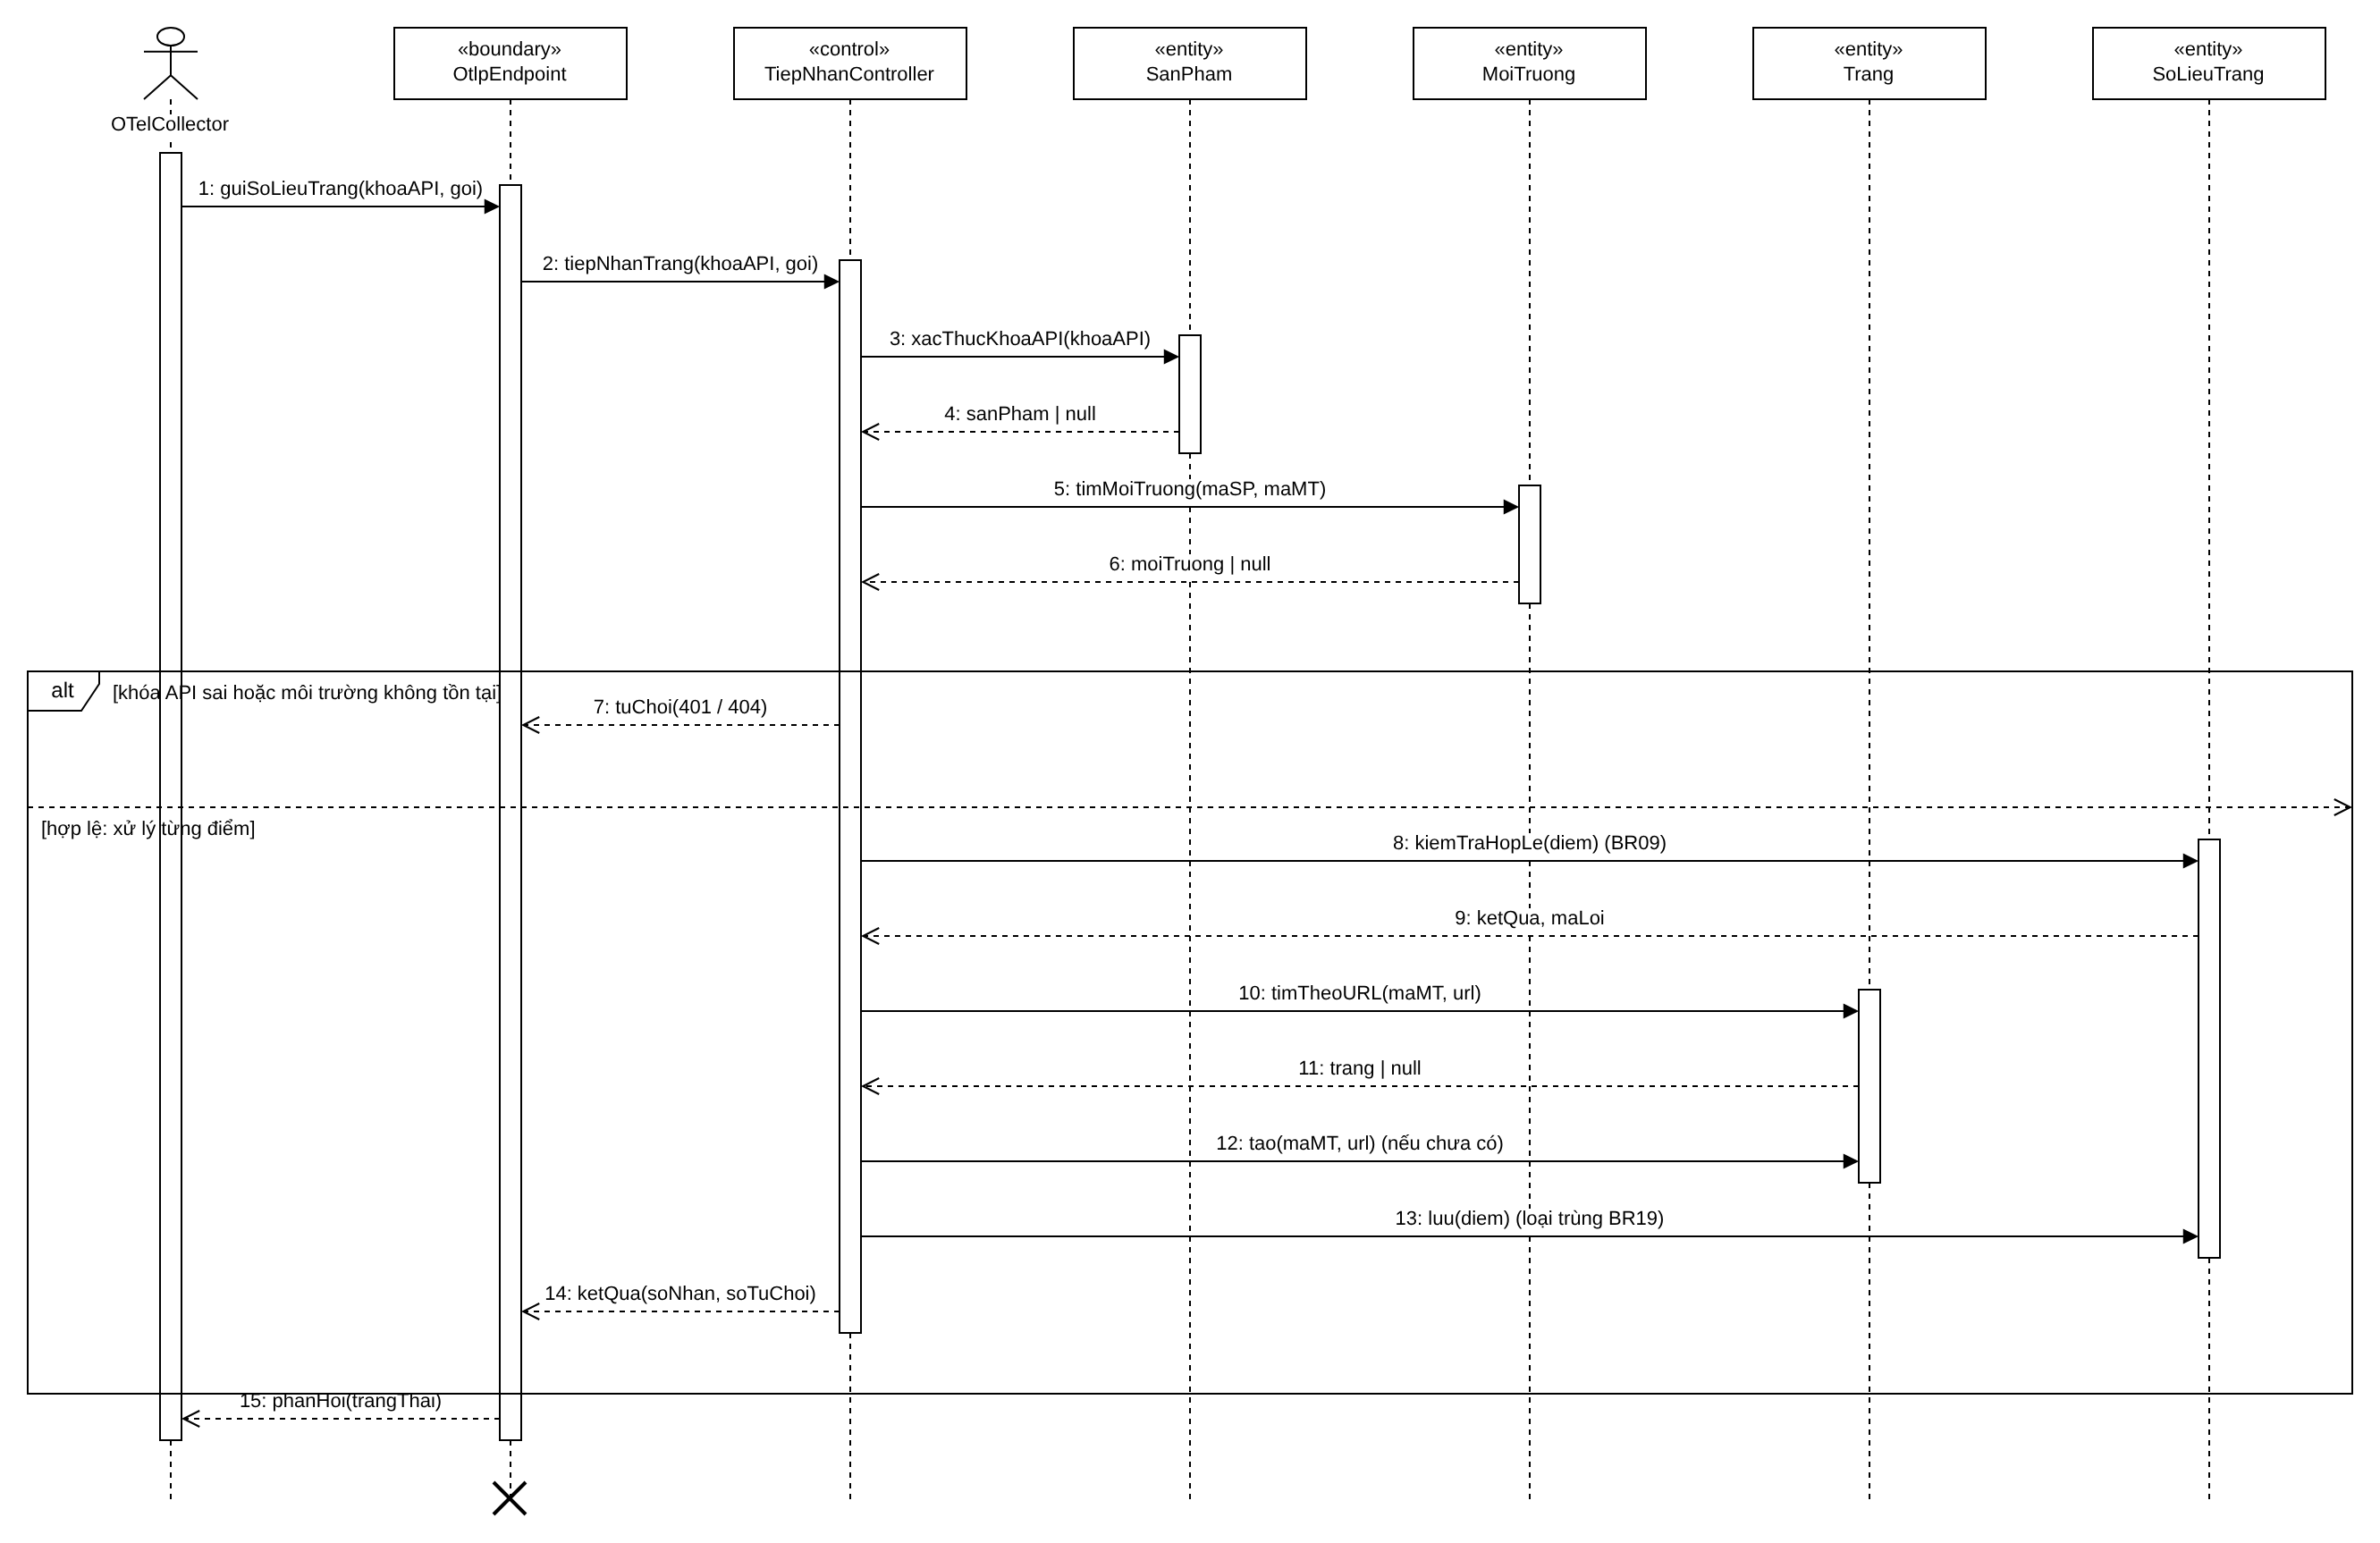 «boundary»
OtlpEndpoint
«control»
TiepNhanController
«entity»
SanPham
«entity»
MoiTruong
«entity»
Trang
«entity»
SoLieuTrang
OTelCollector
1: guiSoLieuTrang(khoaAPI, goi)
2: tiepNhanTrang(khoaAPI, goi)
3: xacThucKhoaAPI(khoaAPI)
4: sanPham | null
5: timMoiTruong(maSP, maMT)
6: moiTruong | null
alt
[khóa API sai hoặc môi trường không tồn tại]
7: tuChoi(401 / 404)
[hợp lệ: xử lý từng điểm]
8: kiemTraHopLe(diem) (BR09)
9: ketQua, maLoi
10: timTheoURL(maMT, url)
11: trang | null
12: tao(maMT, url) (nếu chưa có)
13: luu(diem) (loại trùng BR19)
14: ketQua(soNhan, soTuChoi)
15: phanHoi(trangThai)